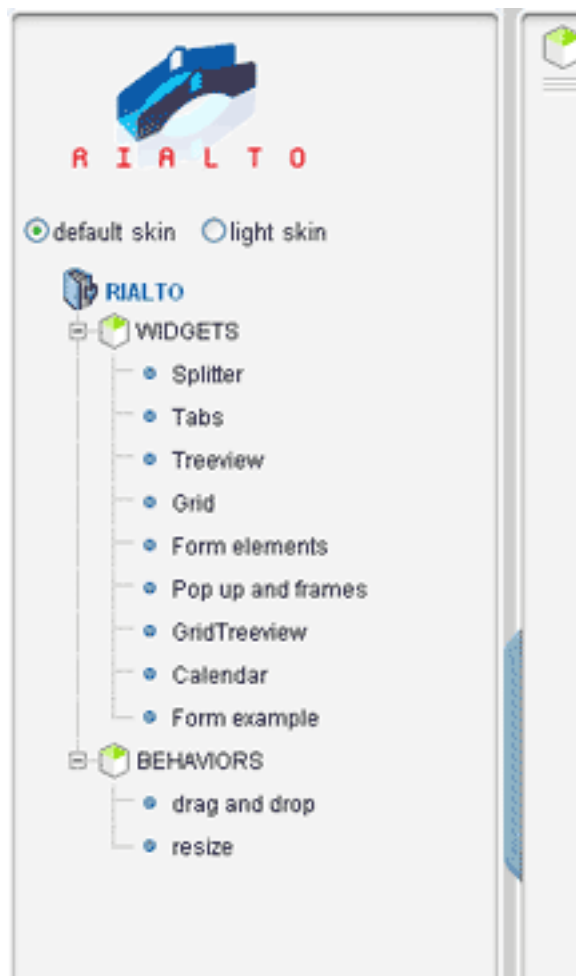 RIALTO
default skin light skin
RIALTO
WIDGETS
Splitter
Tabs
Treeview
Grid
Form elements
Pop up and frames
GridTreeview
Calendar
Form example
BEHAVIORS
drag and drop
resize